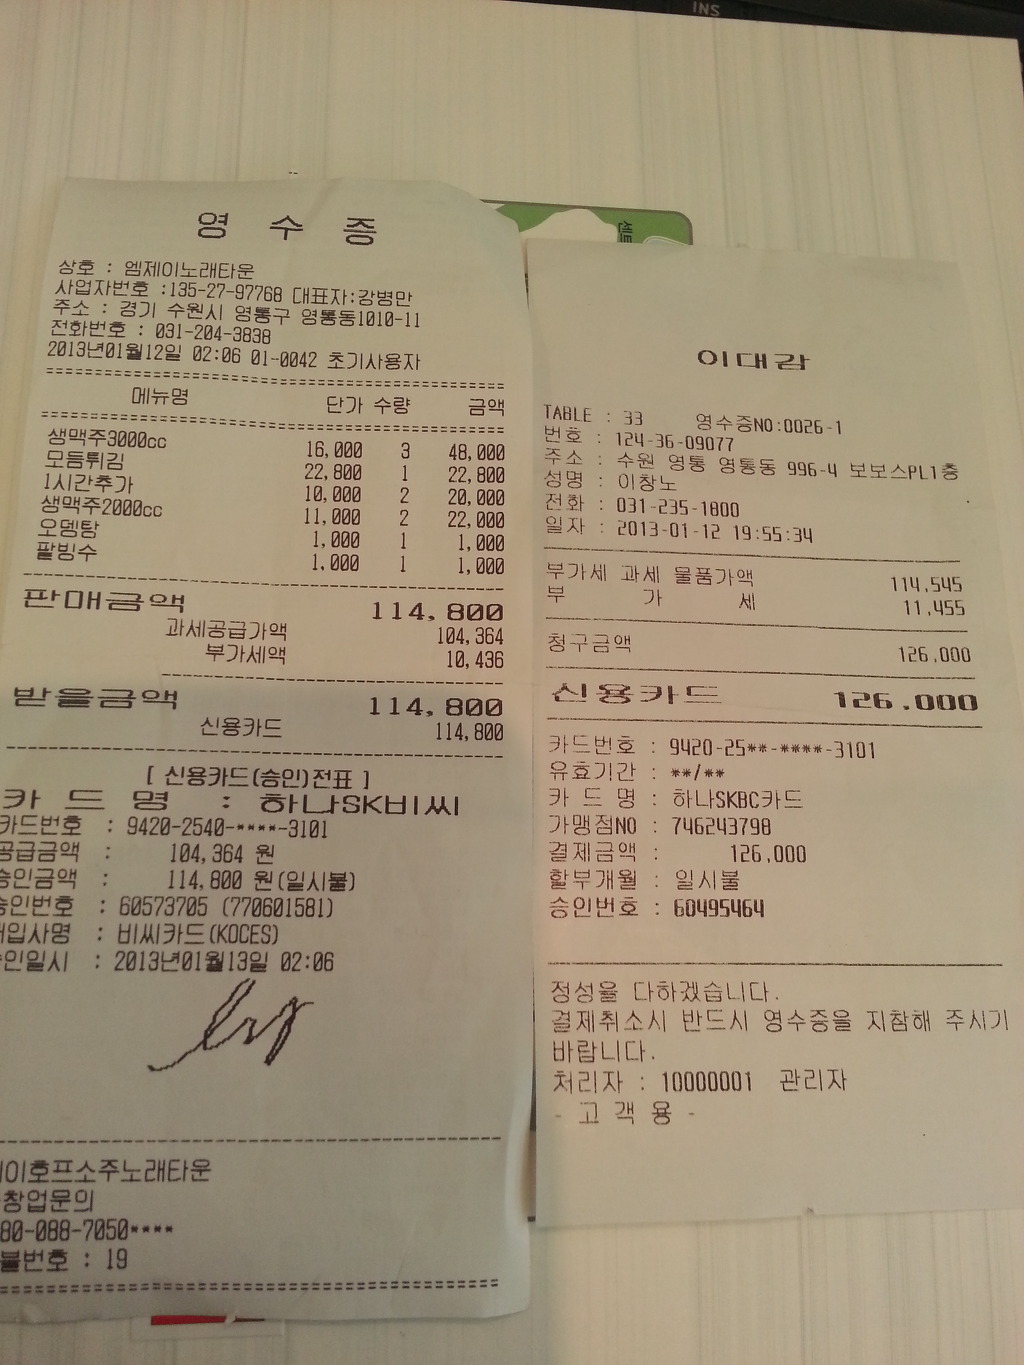 INS
센트
영 수 증
상호 : 엠제이노래타운
사업자번호 :135-27-97768 대표자:강병만
주소 : 경기 수원시 영통구 영통동1010-11
전화번호 : 031-204-3838
2013년01월12일 02:06 01-0042 초기사용자
메뉴명 단가 수량 금액
생맥주3000cc 16,000 3 48,000
모듬튀김 22,800 1 22,800
1시간추가 10,000 2 20,000
생맥주2000cc 11,000 2 22,000
오뎅탕 1,000 1 1,000
팥빙수 1,000 1 1,000
판매금액 114,800
과세공급가액 104,364
부가세액 10,436
받을금액 114,800
신용카드 114,800
[ 신용카드(승인)전표 ]
카 드 명 : 하나SK비씨
카드번호 : 9420-2540-****-3101
공급금액 : 104,364 원
승인금액 : 114,800 원(일시불)
승인번호 : 60573705 (770601581)
매입사명 : 비씨카드(KOCES)
승인일시 : 2013년01월13일 02:06
이호프소주노래타운
창업문의
80-088-7050****
블번호 : 19
이대감
TABLE : 33 영수증NO:0026-1
번호 : 124-36-09077
주소 : 수원 영통 영통동 996-4 보보스PL1층
성명 : 이창노
전화 : 031-235-1800
일자 : 2013-01-12 19:55:34
부가세 과세 물품가액 114,545
부 가 세 11,455
청구금액 126,000
신용카드 126,000
카드번호 : 9420-25**-****-3101
유효기간 : **/**
카 드 명 : 하나SKBC카드
가맹점NO : 746243798
결제금액 : 126,000
할부개월 : 일시불
승인번호 : 60495464
정성을 다하겠습니다.
결제취소시 반드시 영수증을 지참해 주시기
바랍니다.
처리자 : 10000001 관리자
- 고 객 용 -